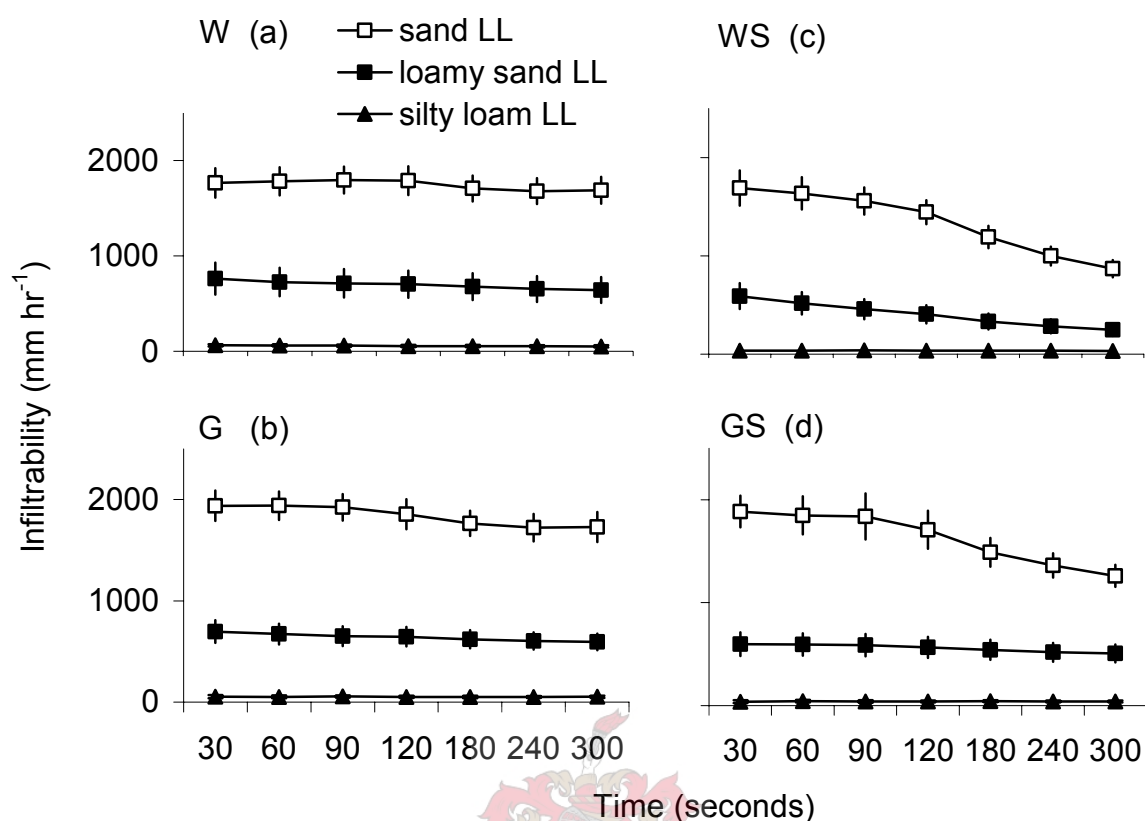 W (a)
sand LL
loamy sand LL
silty loam LL
WS (c)
2000
1000
0
G (b)
GS (d)
2000
1000
0
Infiltrability (mm hr⁻¹)
30 60 90 120 180 240 300
30 60 90 120 180 240 300
Time (seconds)